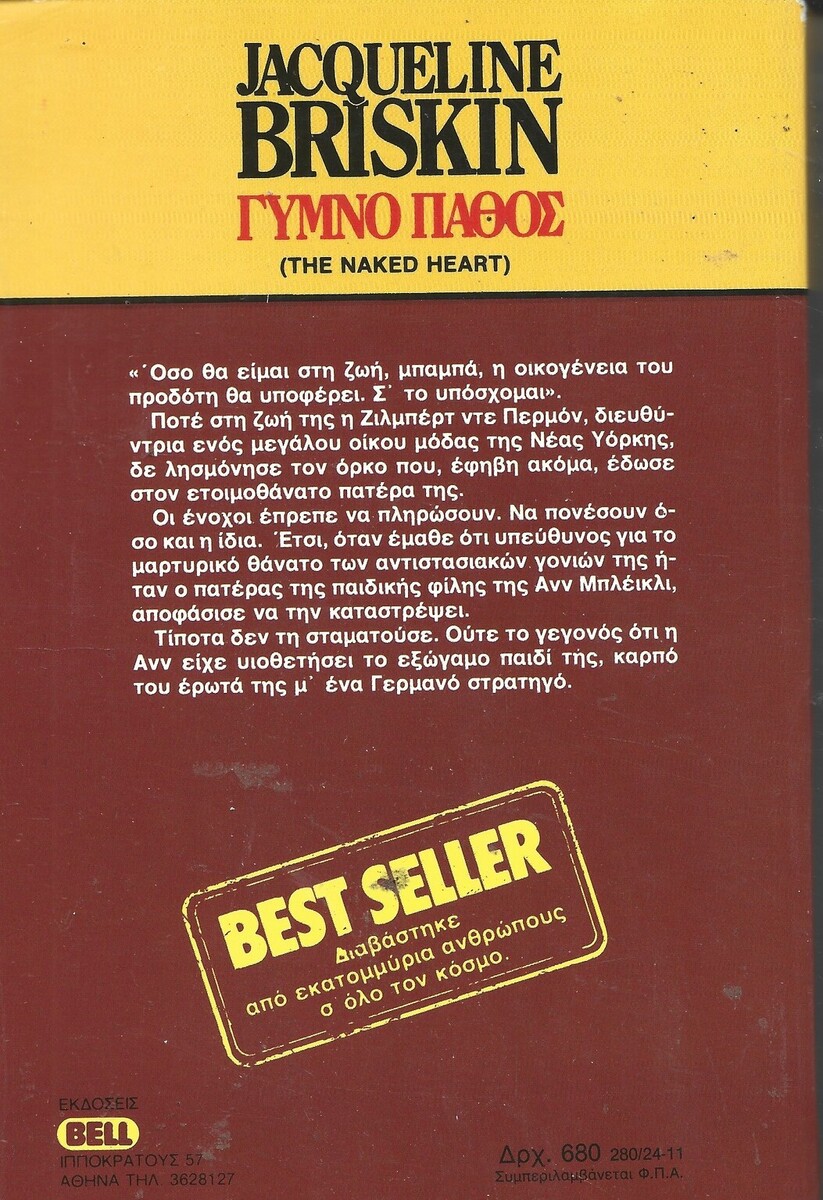 JACQUELINE
BRISKIN
ΓΥΜΝΟ ΠΑΘΟΣ
(THE NAKED HEART)
«Όσο θα είμαι στη ζωή, μπαμπά, η οικογένεια του
προδότη θα υποφέρει. Σ' το υπόσχομαι».
Ποτέ στη ζωή της η Ζιλμπέρτ ντε Περμόν, διευθύ-
ντρια ενός μεγάλου οίκου μόδας της Νέας Υόρκης,
δε λησμόνησε τον όρκο που, έφηβη ακόμα, έδωσε
στον ετοιμοθάνατο πατέρα της.
Οι ένοχοι έπρεπε να πληρώσουν. Να πονέσουν ό-
σο και η ίδια. Έτσι, όταν έμαθε ότι υπεύθυνος για το
μαρτυρικό θάνατο των αντιστασιακών γονιών της ή-
ταν ο πατέρας της παιδικής φίλης της Ανν Μπλέικλι,
αποφάσισε να την καταστρέψει.
Τίποτα δεν τη σταματούσε. Ούτε το γεγονός ότι η
Ανν είχε υιοθετήσει το εξώγαμο παιδί της, καρπό
του έρωτά της μ' ένα Γερμανό στρατηγό.
BEST SELLER
Διαβάστηκε
από εκατομμύρια ανθρώπους
σ όλο τον κόσμο.
ΕΚΔΟΣΕΙΣ
BELL
ΙΠΠΟΚΡΑΤΟΥΣ 57
ΑΘΗΝΑ ΤΗΛ. 3628127
Δρχ. 680 280/24-11
Συμπεριλαμβάνεται Φ.Π.Α.